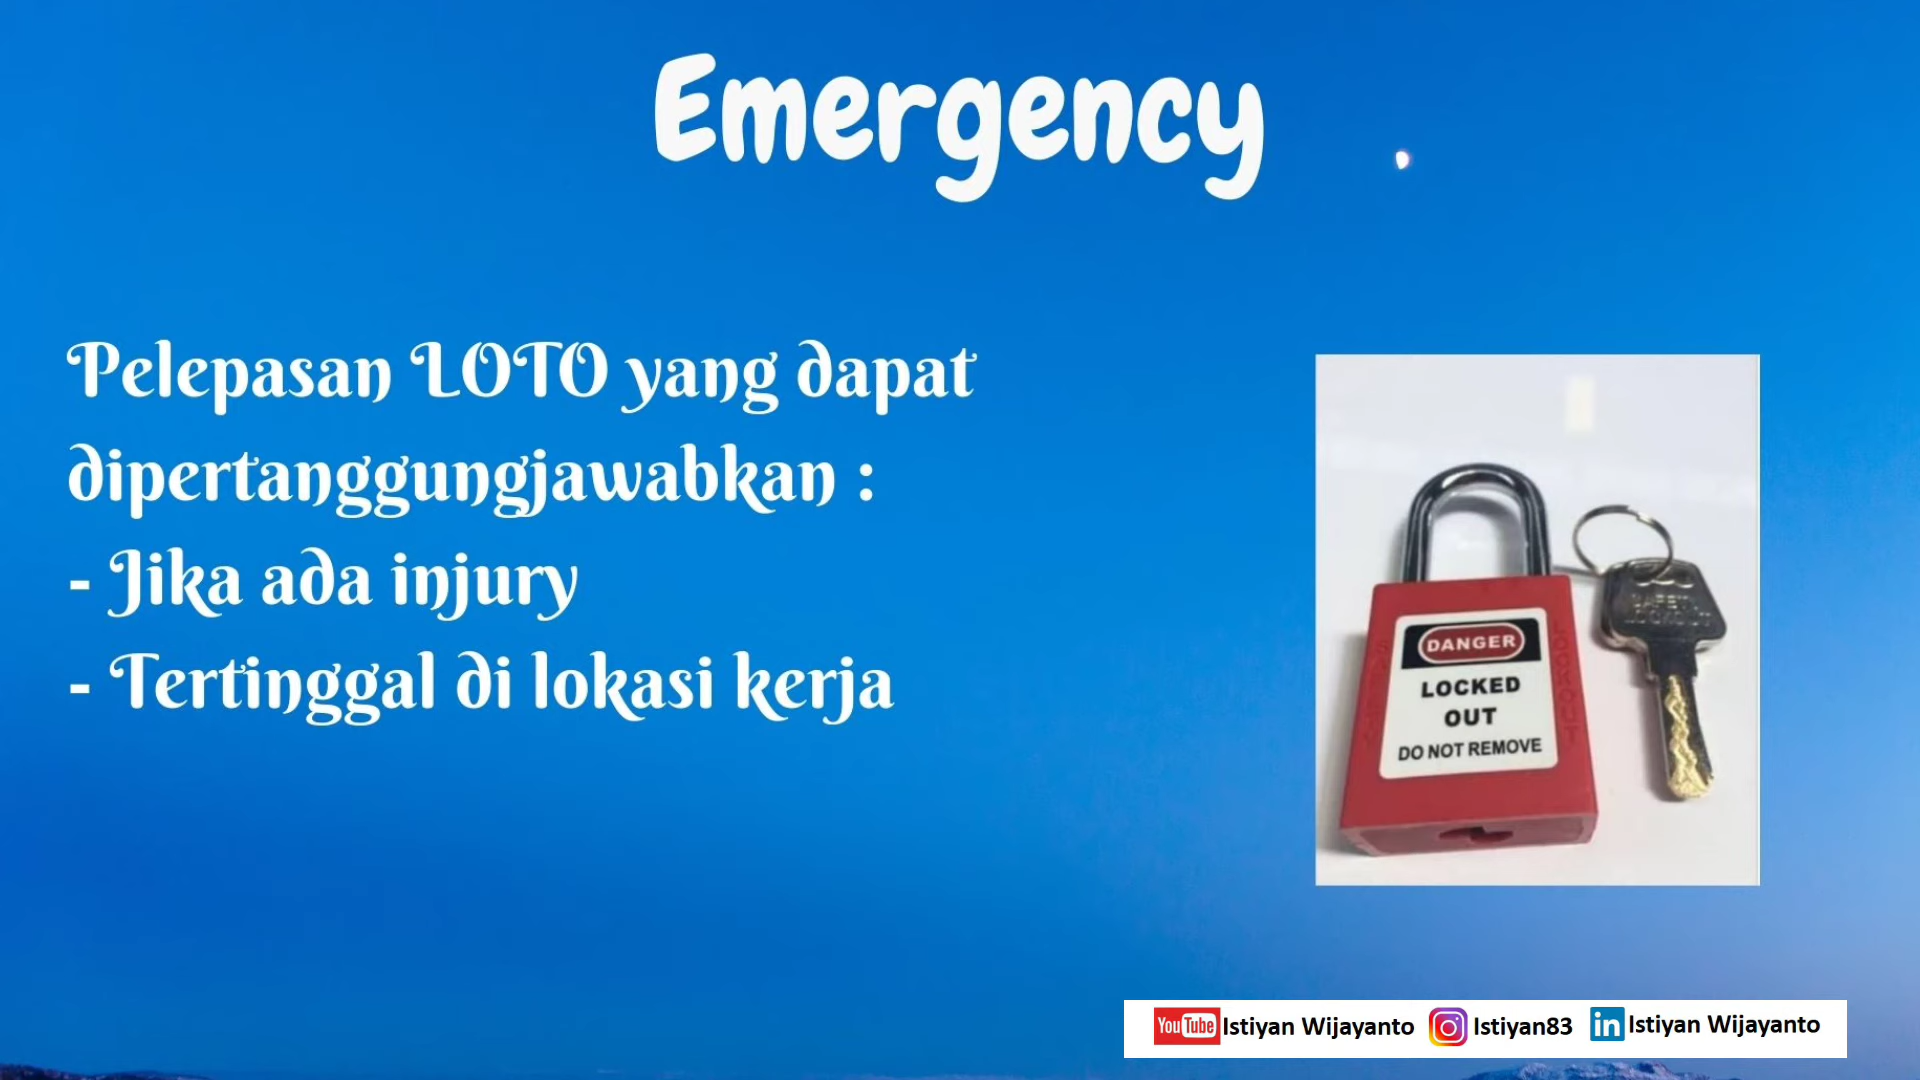 Emergency
Pelepasan LOTO yang dapat
dipertanggungjawabkan :
- Jika ada injury
- Tertinggal di lokasi kerja
DANGER
LOCKED
OUT
DO NOT REMOVE
YouTube Istiyan Wijayanto Istiyan83 in Istiyan Wijayanto